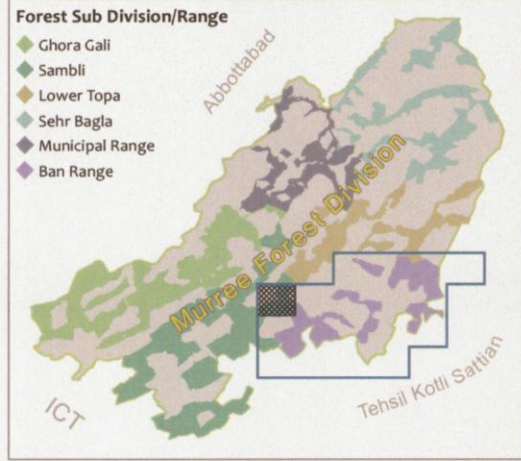 Forest Sub Division/Range
Ghora Gali
Sambli
Lower Topa
Sehr Bagla
Municipal Range
Ban Range
Abbottabad
Murree Forest Division
ICT
Tehsil Kotli Sattian